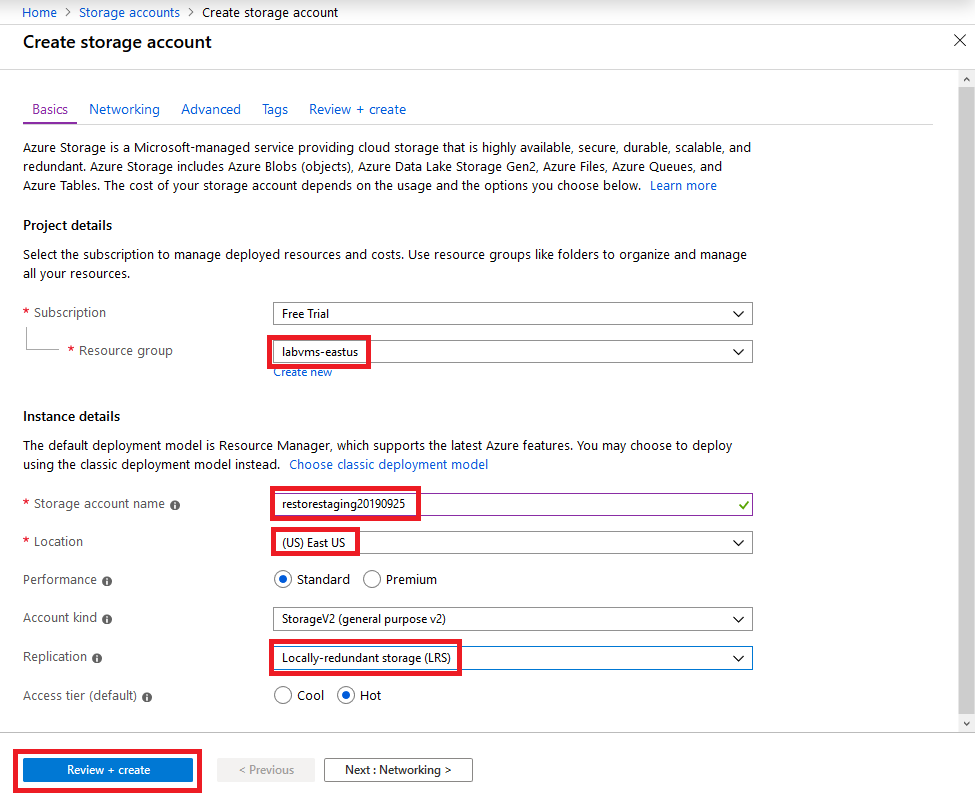 Home > Storage accounts > Create storage account
Create storage account
Basics Networking Advanced Tags Review + create
Azure Storage is a Microsoft-managed service providing cloud storage that is highly available, secure, durable, scalable, and
redundant. Azure Storage includes Azure Blobs (objects), Azure Data Lake Storage Gen2, Azure Files, Azure Queues, and
Azure Tables. The cost of your storage account depends on the usage and the options you choose below. Learn more
Project details
Select the subscription to manage deployed resources and costs. Use resource groups like folders to organize and manage
all your resources.
* Subscription Free Trial
* Resource group labvms-eastus
Create new
Instance details
The default deployment model is Resource Manager, which supports the latest Azure features. You may choose to deploy
using the classic deployment model instead. Choose classic deployment model
* Storage account name restorestaging20190925
* Location (US) East US
Performance Standard Premium
Account kind StorageV2 (general purpose v2)
Replication Locally-redundant storage (LRS)
Access tier (default) Cool Hot
Review + create < Previous Next : Networking >